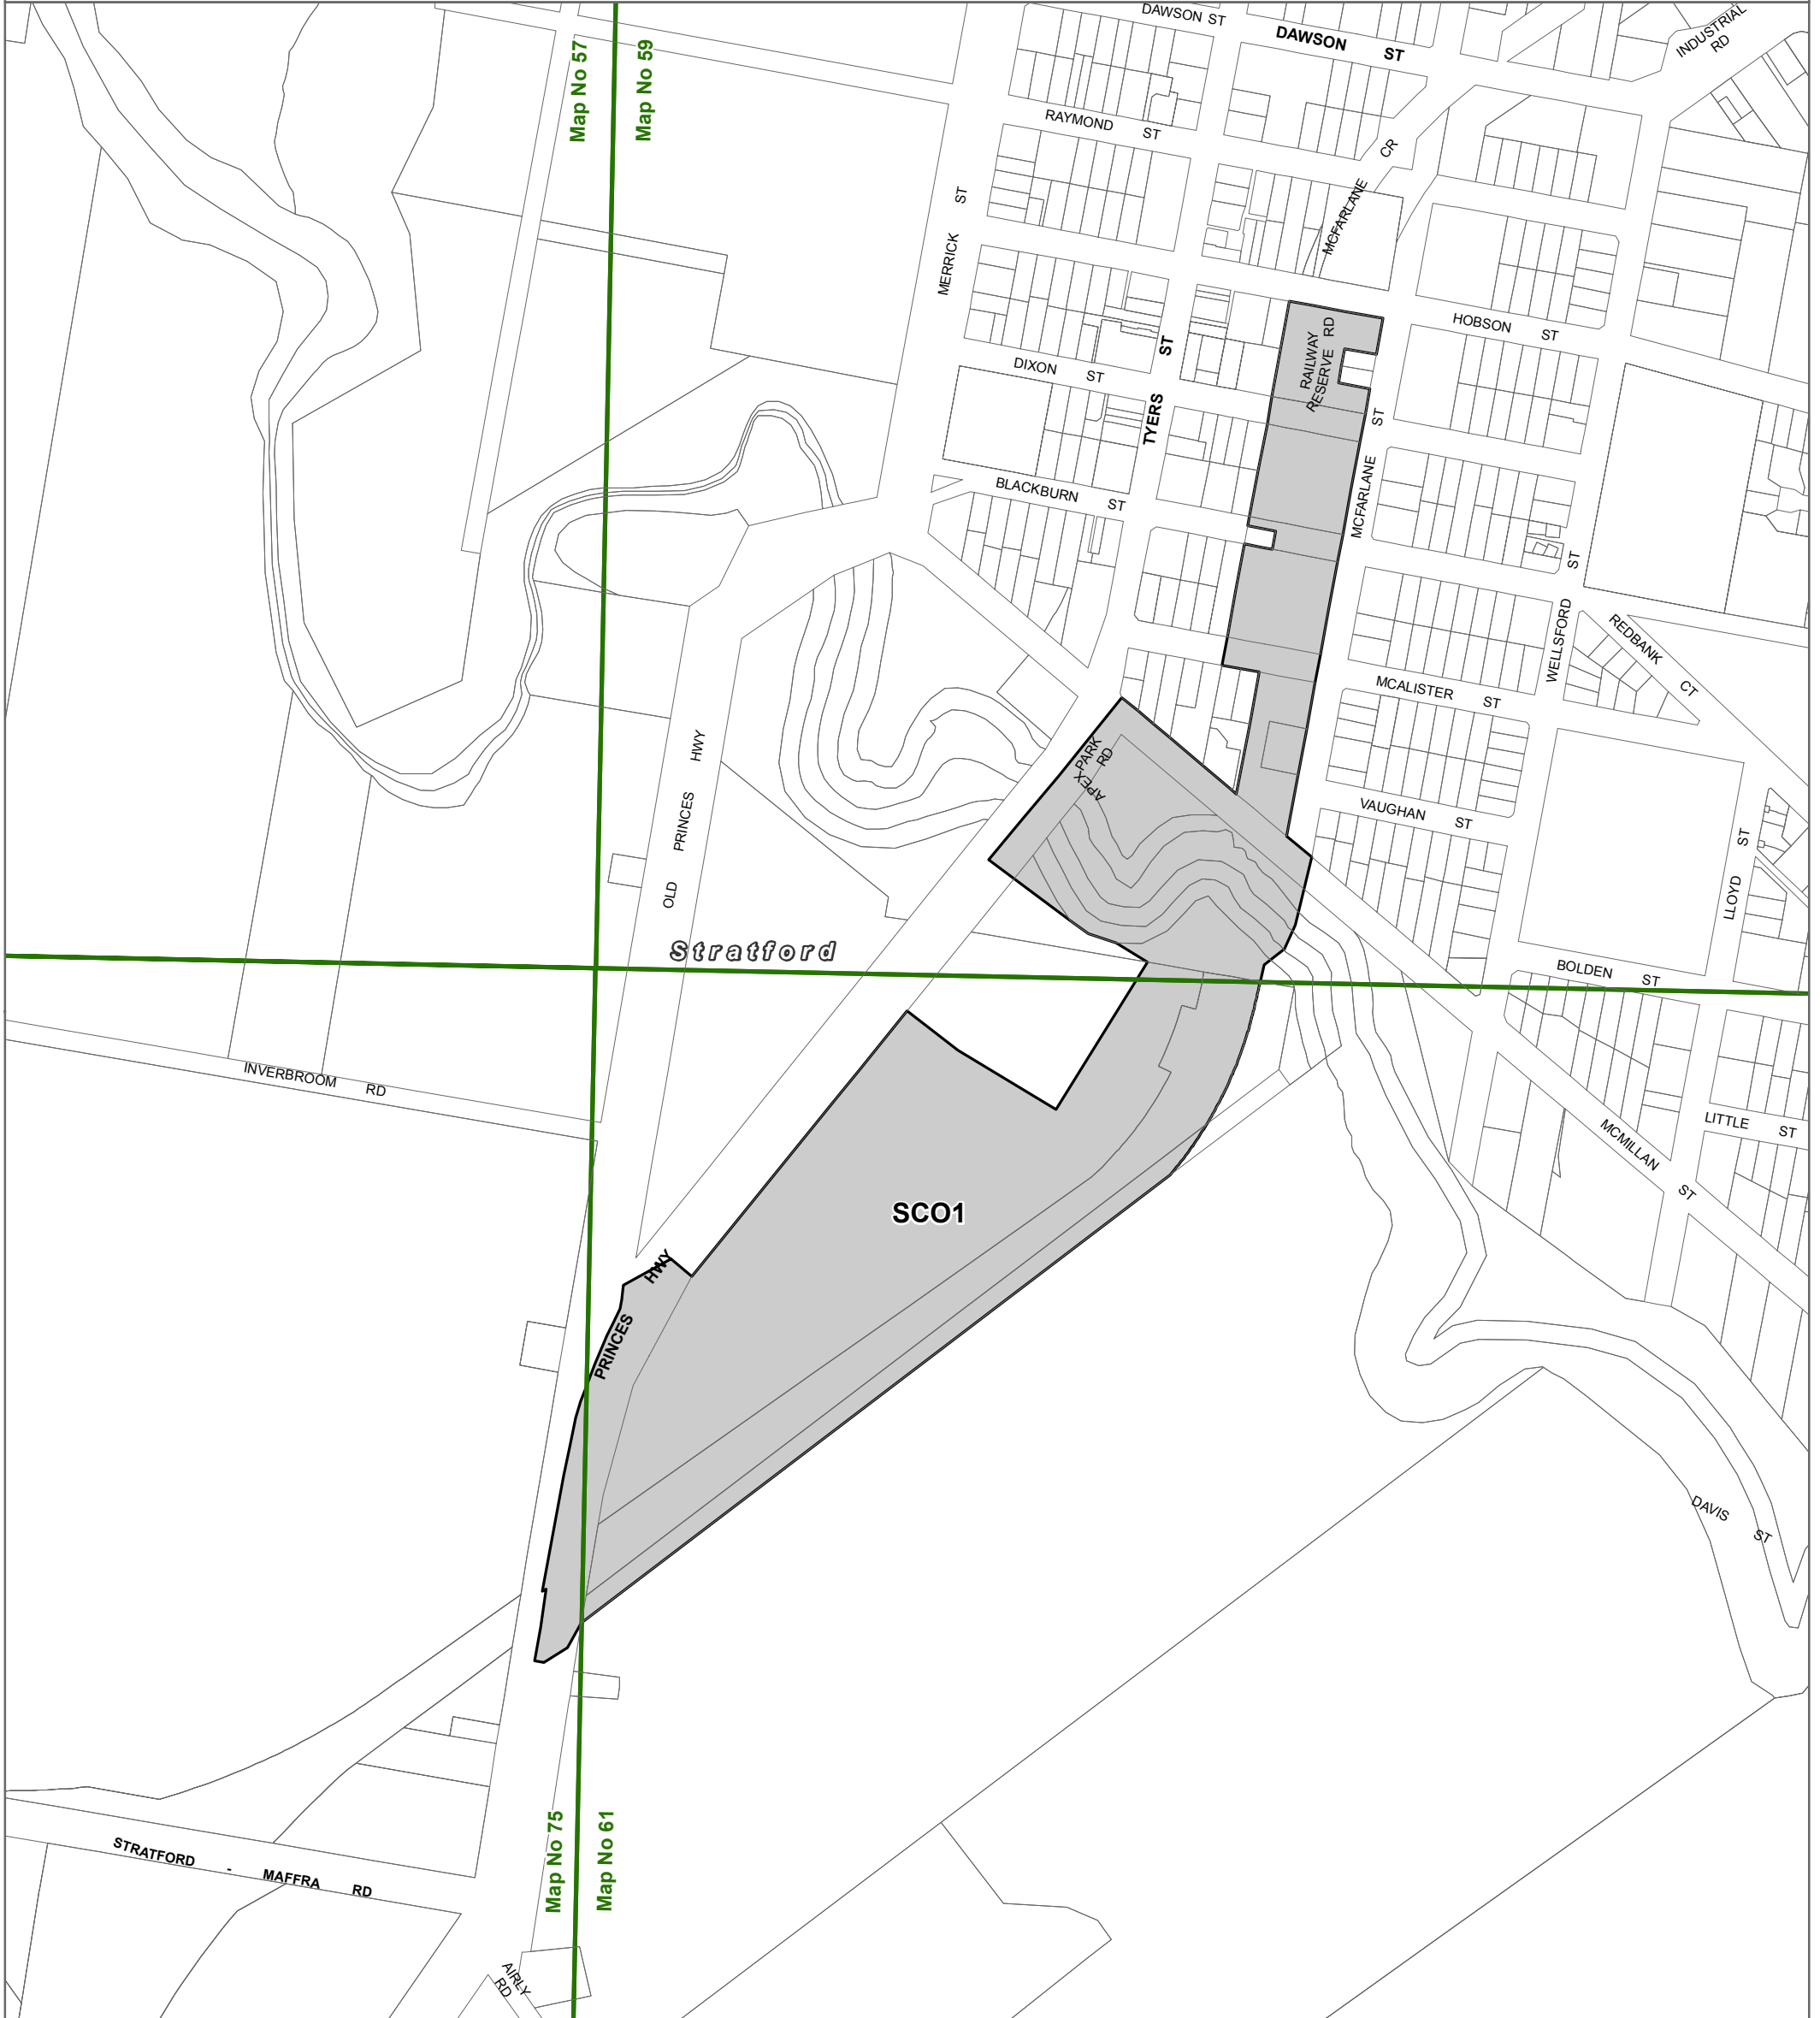 DAWSON ST
DAWSON ST
INDUSTRIAL
RD
Map No 57
Map No 59
RAYMOND ST
MCFARLANE CR
MERRICK ST
HOBSON ST
RAILWAY
RESERVE RD
DIXON ST
TYERS ST
MCFARLANE ST
BLACKBURN ST
WELLSFORD ST
REDBANK CT
MCALISTER ST
OLD PRINCES HWY
APEX PARK
RD
VAUGHAN ST
LLOYD ST
Stratford
BOLDEN ST
INVERBROOM RD
LITTLE ST
MCMILLAN ST
SCO1
PRINCES HWY
DAVIS ST
Map No 75
Map No 61
STRATFORD - MAFFRA RD
AIRLY
RD